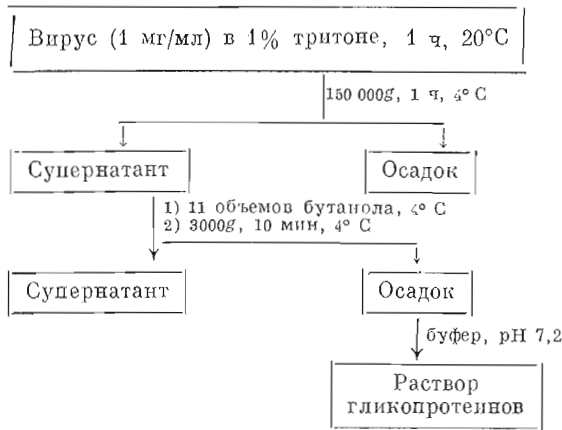 Вирус (1 мг/мл) в 1% тритоне, 1 ч, 20°С
150 000g, 1 ч, 4° С
Супернатант
Осадок
1) 11 объемов бутанола, 4° С
2) 3000g, 10 мин, 4° С
Супернатант
Осадок
буфер, рН 7,2
Раствор
гликопротеинов